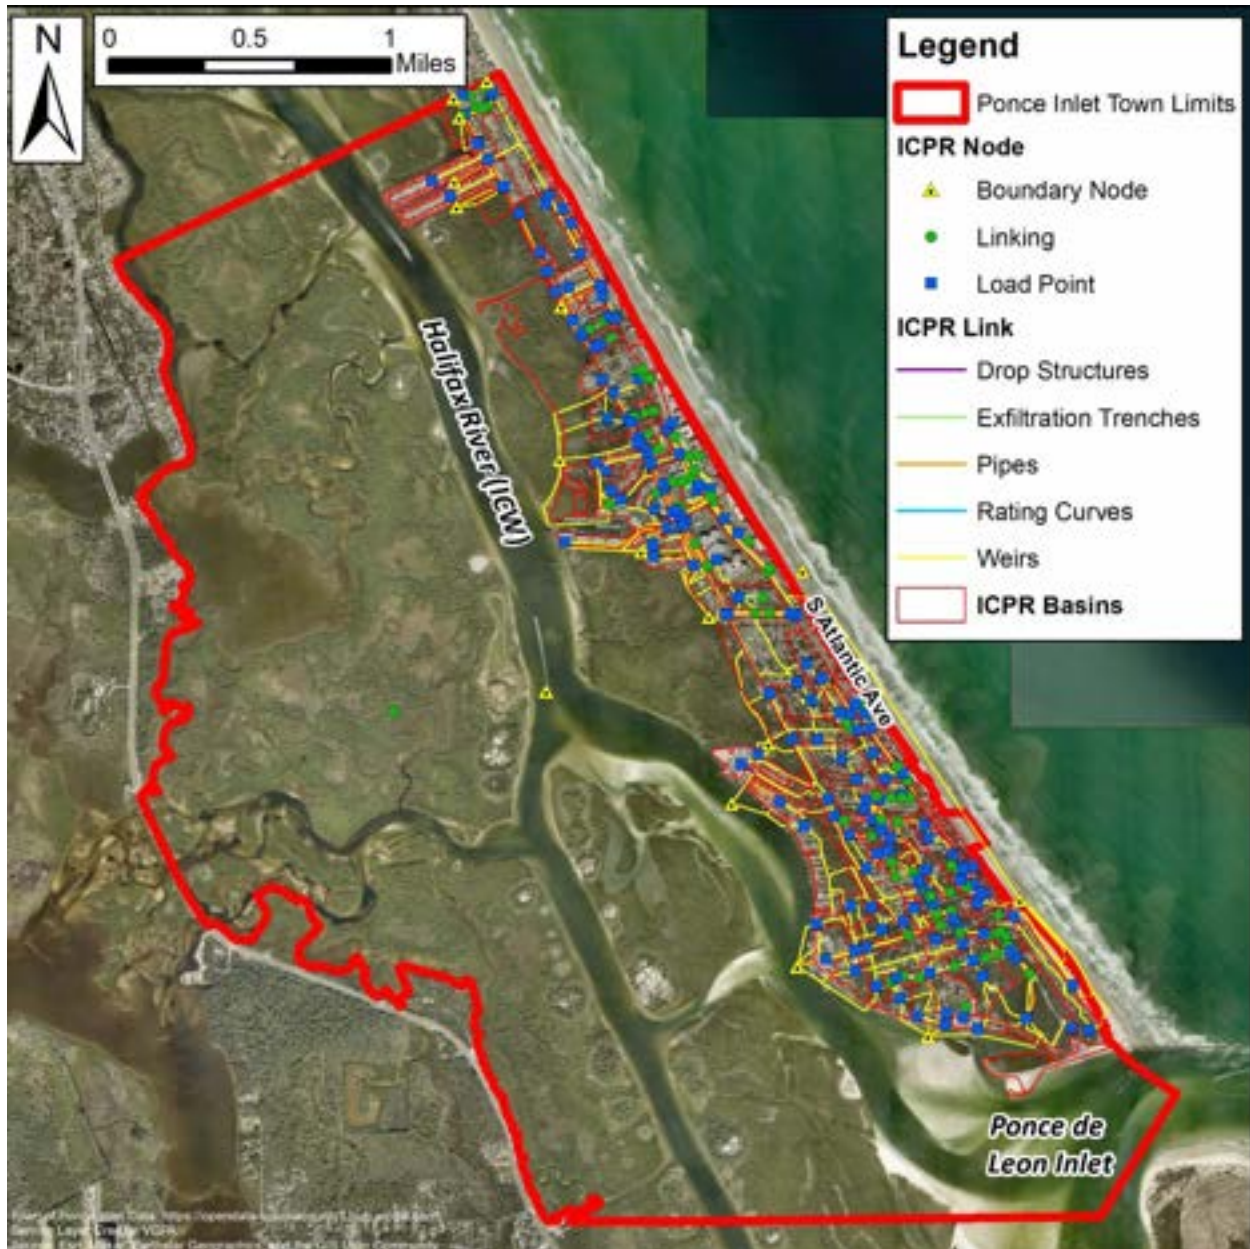 N
0 0.5 1
Miles
Legend
Ponce Inlet Town Limits
ICPR Node
Boundary Node
Linking
Load Point
ICPR Link
Drop Structures
Exfiltration Trenches
Pipes
Rating Curves
Weirs
ICPR Basins
Halifax River (ICW)
S Atlantic Ave
Ponce de
Leon Inlet